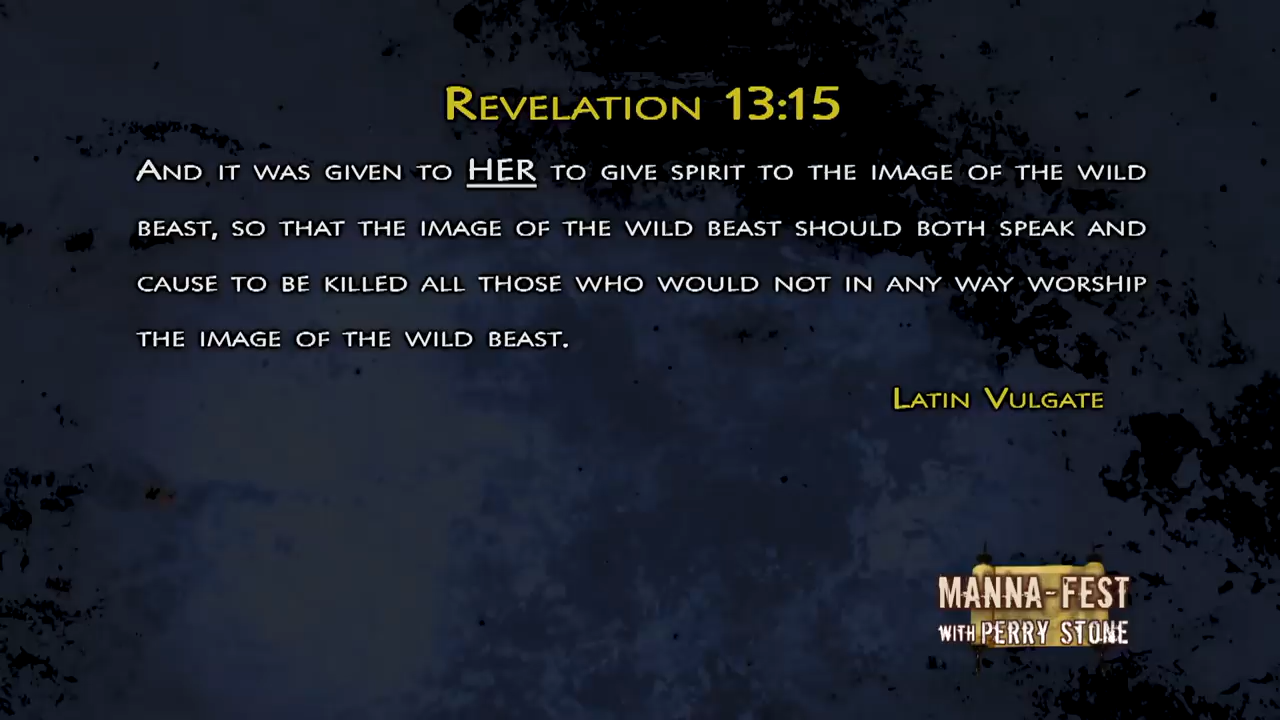 Revelation 13:15
And it was given to HER to give spirit to the image of the wild
beast, so that the image of the wild beast should both speak and
cause to be killed all those who would not in any way worship
the image of the wild beast.
Latin Vulgate
MANNA-FEST
WITH PERRY STONE